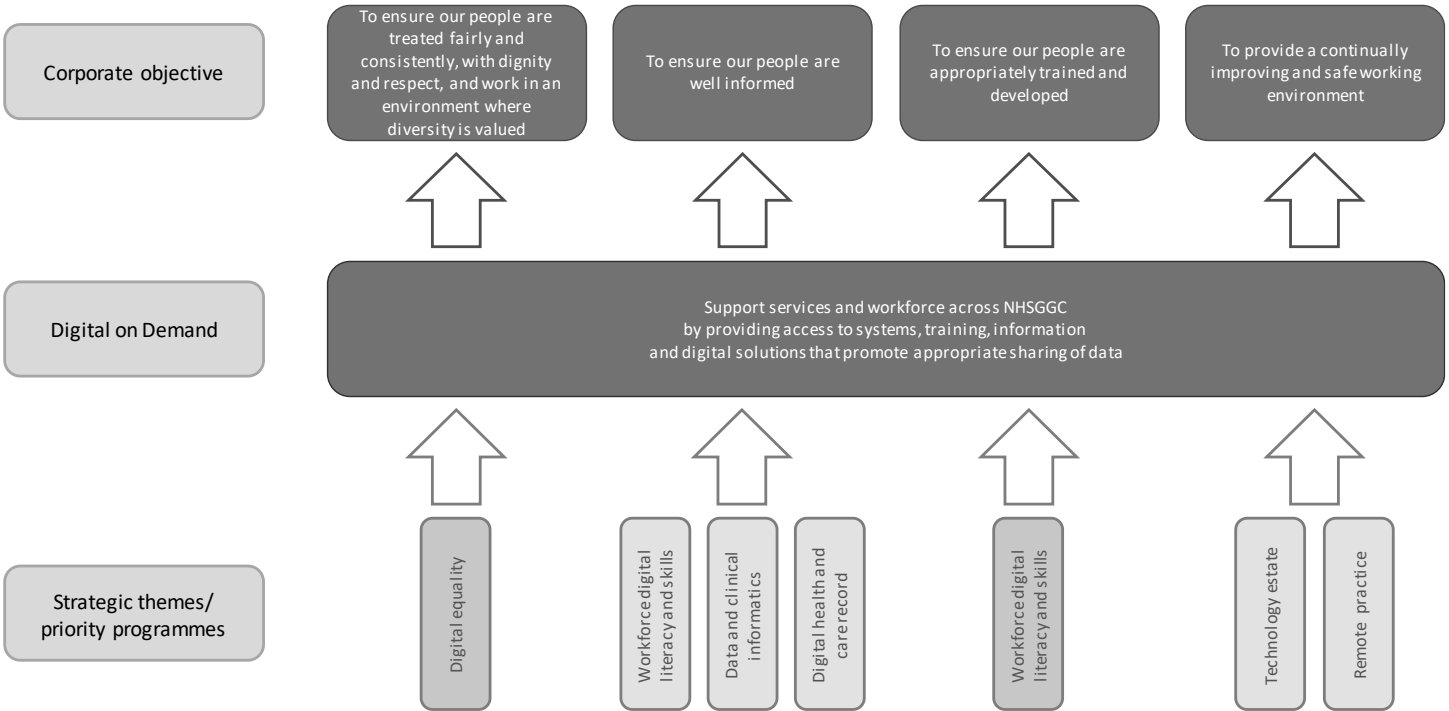 Corporate objective
To ensure our people are
treated fairly and
consistently, with dignity
and respect, and work in an
environment where
diversity is valued
To ensure our people are
well informed
To ensure our people are
appropriately trained and
developed
To provide a continually
improving and safe working
environment
Digital on Demand
Support services and workforce across NHSGGC
by providing access to systems, training, information
and digital solutions that promote appropriate sharing of data
Strategic themes/
priority programmes
Digital equality
Workforce digital
literacy and skills
Data and clinical
informatics
Digital health and
care record
Workforce digital
literacy and skills
Technology estate
Remote practice